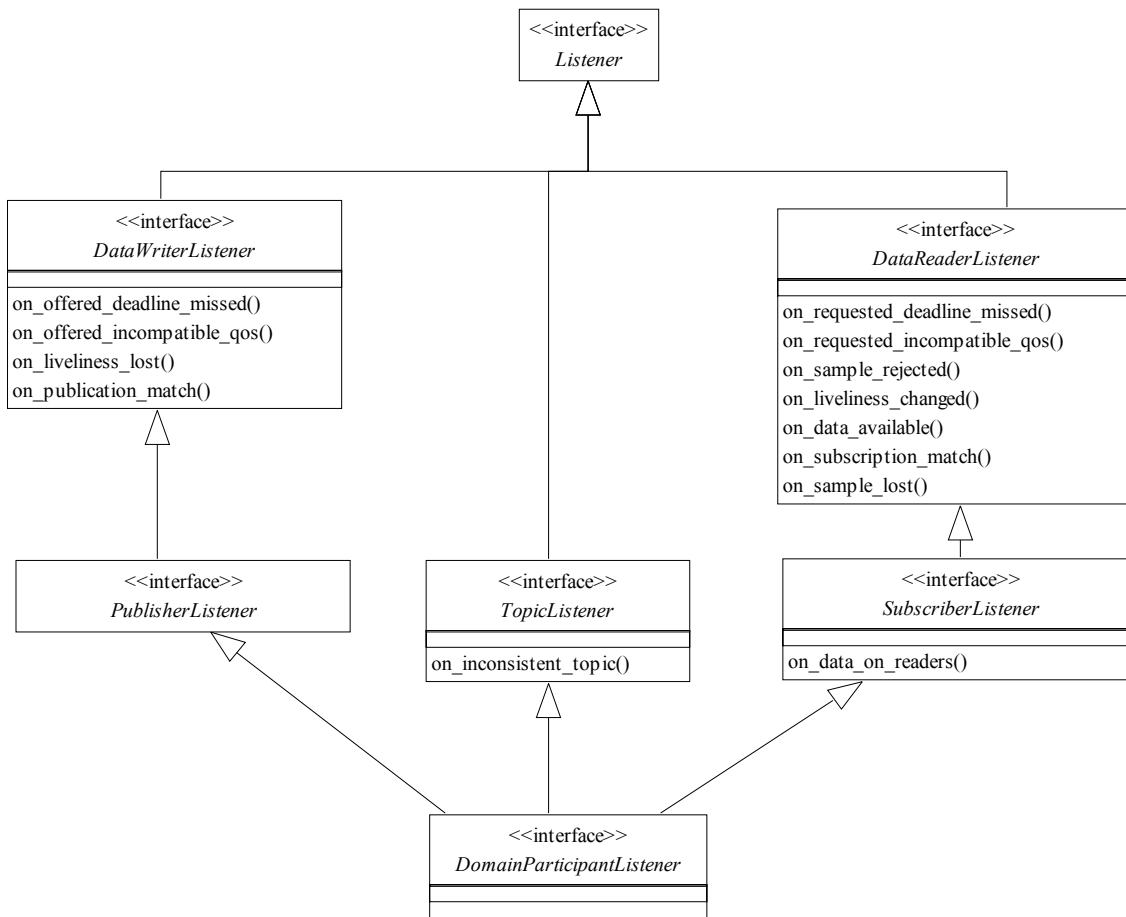 <<interface>>
Listener
<<interface>>
DataWriterListener
on_offered_deadline_missed()
on_offered_incompatible_qos()
on_liveliness_lost()
on_publication_match()
<<interface>>
DataReaderListener
on_requested_deadline_missed()
on_requested_incompatible_qos()
on_sample_rejected()
on_liveliness_changed()
on_data_available()
on_subscription_match()
on_sample_lost()
<<interface>>
PublisherListener
<<interface>>
TopicListener
on_inconsistent_topic()
<<interface>>
SubscriberListener
on_data_on_readers()
<<interface>>
DomainParticipantListener